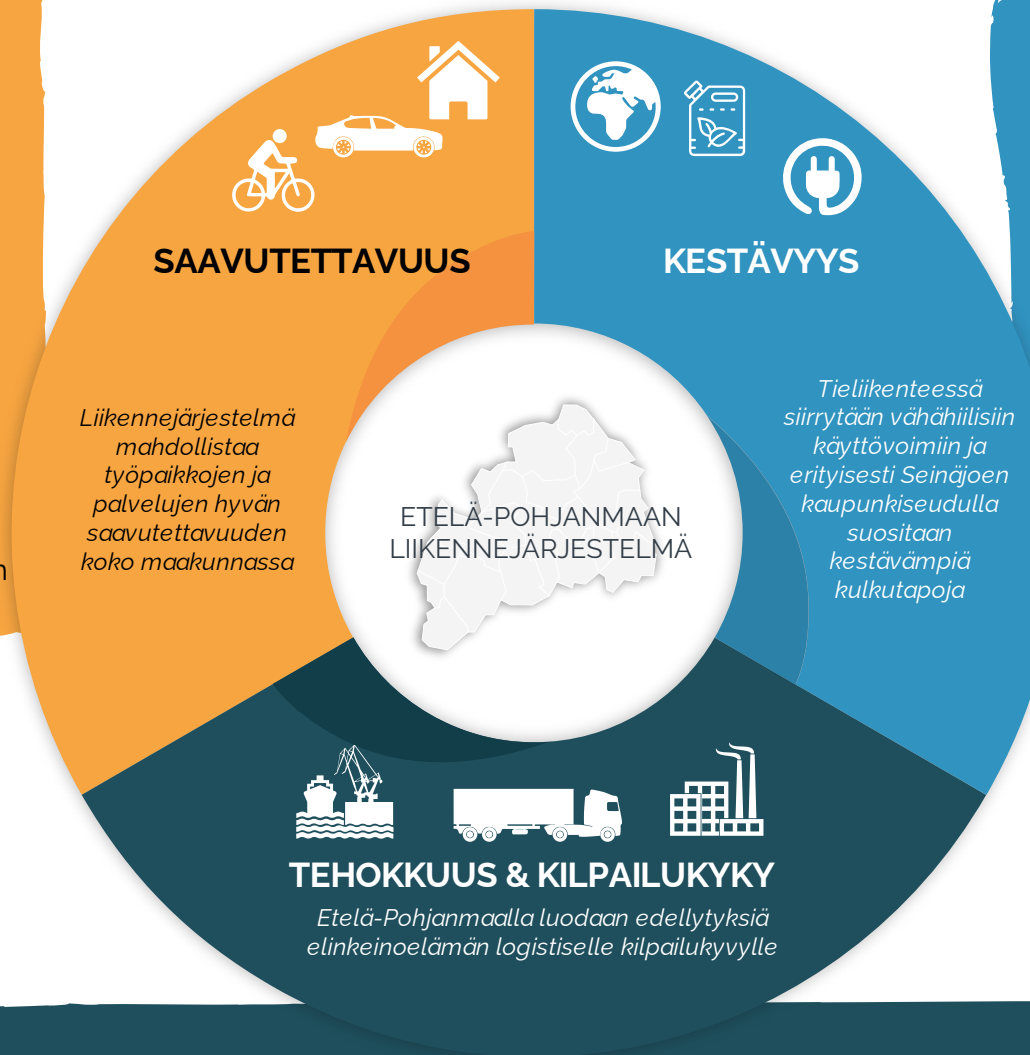 SAAVUTETTAVUUS
Liikennejärjestelmä
mahdollistaa
työpaikkojen ja
palvelujen hyvän
saavutettavuuden
koko maakunnassa
KESTÄVYYS
Tieliikenteessä
siirrytään vähähiilisiin
käyttövoimiin ja
erityisesti Seinäjoen
kaupunkiseudulla
suositaan
kestävämpiä
kulkutapoja
ETELÄ-POHJANMAAN
LIIKENNEJÄRJESTELMÄ
TEHOKKUUS & KILPAILUKYKY
Etelä-Pohjanmaalla luodaan edellytyksiä
elinkeinoelämän logistiselle kilpailukyvylle